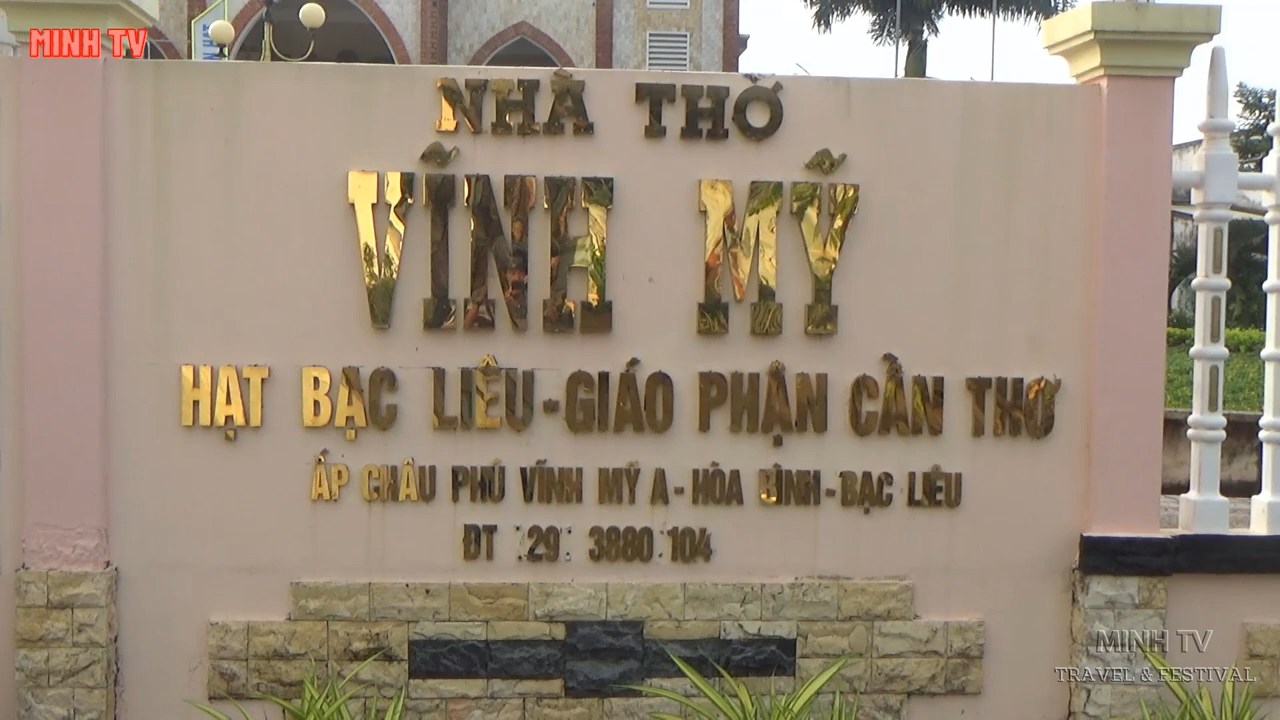 MINH TV
NHÀ THỜ
VĨNH MỸ
HẠT BẠC LIÊU-GIÁO PHẬN CẦN THƠ
ẤP CHÂU PHÚ VĨNH MỸ A-HÒA BÌNH-BẠC LIÊU
ĐT 29 3880 104
MINH TV
TRAVEL & FESTIVAL